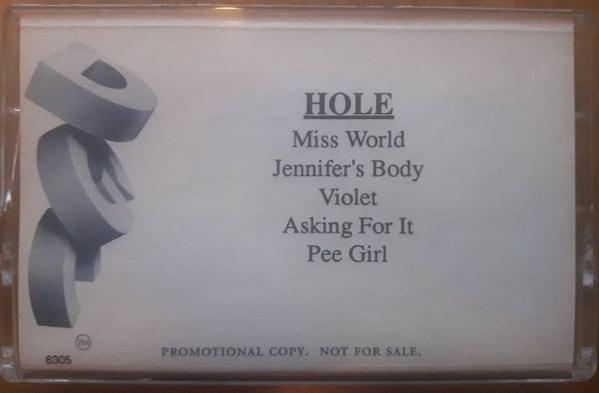 HOLE
Miss World
Jennifer's Body
Violet
Asking For It
Pee Girl
TM
6305
PROMOTIONAL COPY. NOT FOR SALE.